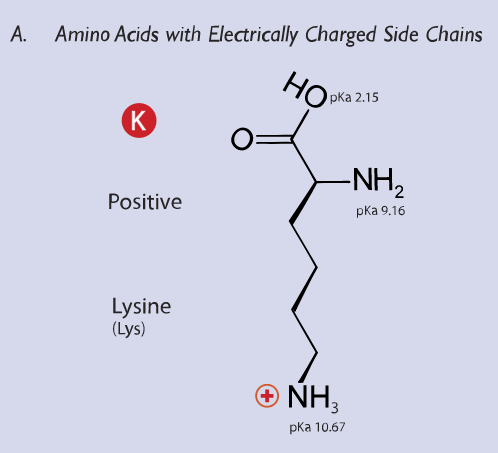 A. Amino Acids with Electrically Charged Side Chains
HO pKa 2.15
K
O
NH₂
Positive
pKa 9.16
Lysine
(Lys)
+ NH₃
pKa 10.67